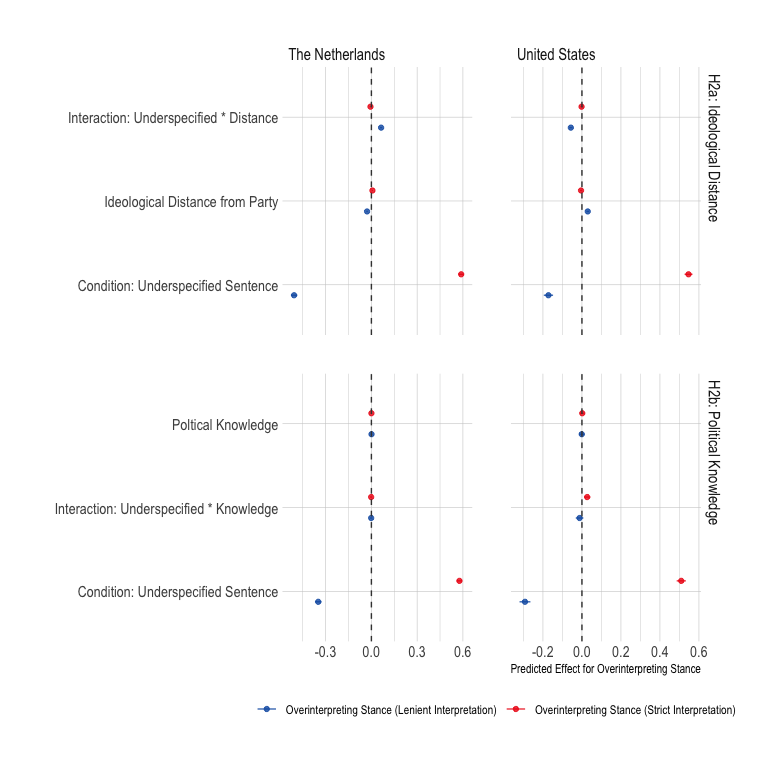 The Netherlands
United States
H2a: Ideological Distance
Interaction: Underspecified * Distance
Ideological Distance from Party
Condition: Underspecified Sentence
H2b: Political Knowledge
Poltical Knowledge
Interaction: Underspecified * Knowledge
Condition: Underspecified Sentence
-0.3 0.0 0.3 0.6
-0.2 0.0 0.2 0.4 0.6
Predicted Effect for Overinterpreting Stance
Overinterpreting Stance (Lenient Interpretation) Overinterpreting Stance (Strict Interpretation)